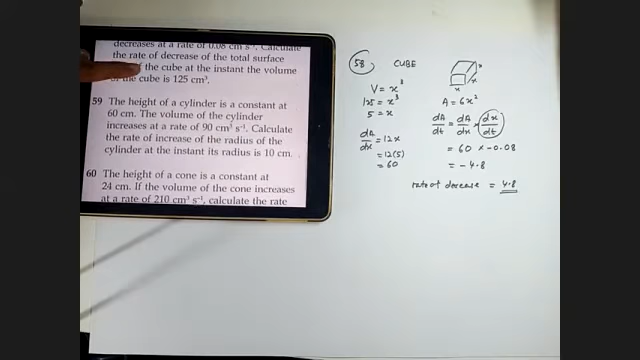 decreases at a rate of 0.08 cm s⁻¹. Calculate
the rate of decrease of the total surface
of the cube at the instant the volume
of the cube is 125 cm³.
59 The height of a cylinder is a constant at
60 cm. The volume of the cylinder
increases at a rate of 90 cm³ s⁻¹. Calculate
the rate of increase of the radius of the
cylinder at the instant its radius is 10 cm.
60 The height of a cone is a constant at
24 cm. If the volume of the cone increases
at a rate of 210 cm³ s⁻¹, calculate the rate
58 CUBE
V = x³
125 = x³
5 = x
dA/dx = 12x
= 12(5)
= 60
x
x
x
A = 6x²
dA/dt = dA/dx × dx/dt
= 60 × -0.08
= -4.8
rate of decrease = 4.8